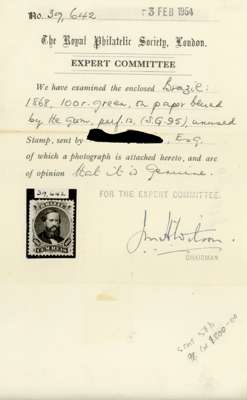 No. 39,642
3 FEB 1954
The Royal Philatelic Society, London.
EXPERT COMMITTEE
We have examined the enclosed Brazil:
1868, 100r. green, on paper blued
by the gum, perf. 12, (S.G. 95), unused
Stamp, sent by , Esq.
of which a photograph is attached hereto, and are
of opinion that it is Genuine.
39,642
FOR THE EXPERT COMMITTEE.
CHAIRMAN